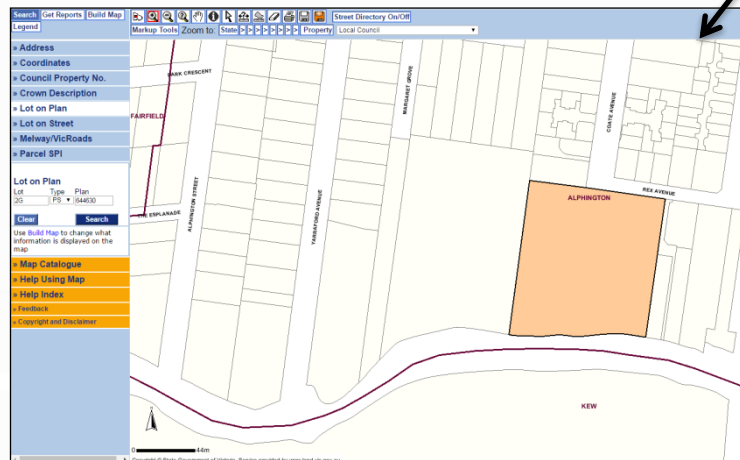 Search Get Reports Build Map
Legend
Street Directory On/Off
Markup Tools Zoom to: State > > > > > > > > Property Local Council
» Address
» Coordinates
» Council Property No.
» Crown Description
» Lot on Plan
» Lot on Street
» Melway/VicRoads
» Parcel SPI
Lot on Plan
Lot Type Plan
2G PS 644630
Clear Search
Use Build Map to change what
information is displayed on the
map
» Map Catalogue
» Help Using Map
» Help Index
» Feedback
» Copyright and Disclaimer
PARK CRESCENT
FAIRFIELD
THE ESPLANADE
ALPHINGTON STREET
YARRAFORD AVENUE
MARGARET GROVE
COATE AVENUE
REX AVENUE
ALPHINGTON
KEW
0 44m